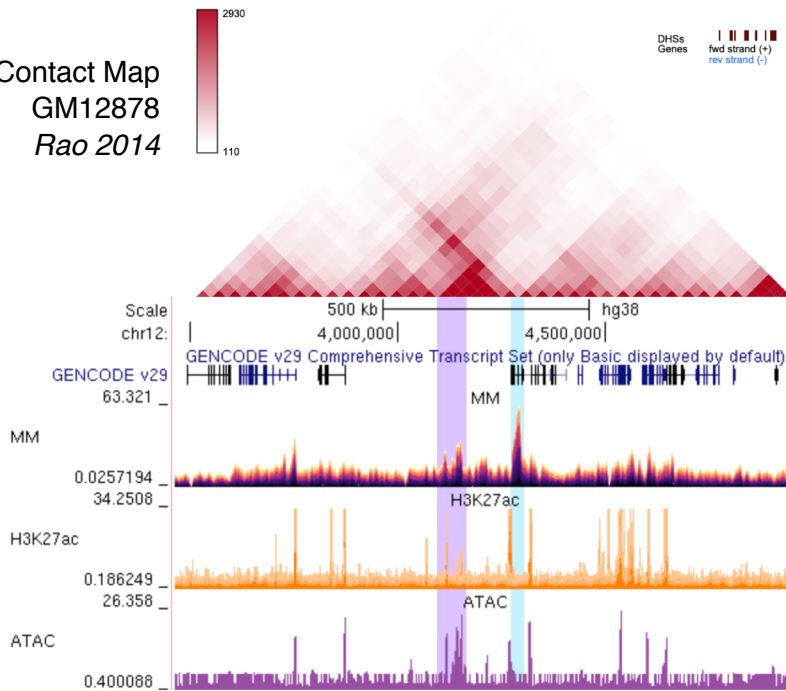 2930
110
Contact Map
GM12878
Rao 2014
DHSs
Genes fwd strand (+)
rev strand (-)
Scale 500 kb hg38
chr12: 4,000,000 4,500,000
GENCODE v29 Comprehensive Transcript Set (only Basic displayed by default)
GENCODE v29
63.321 _ MM
MM
0.0257194 _
34.2508 _ H3K27ac
H3K27ac
0.186249 _
26.358 _ ATAC
ATAC
0.400088 _